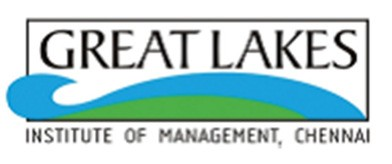 GREAT LAKES
INSTITUTE OF MANAGEMENT, CHENNAI